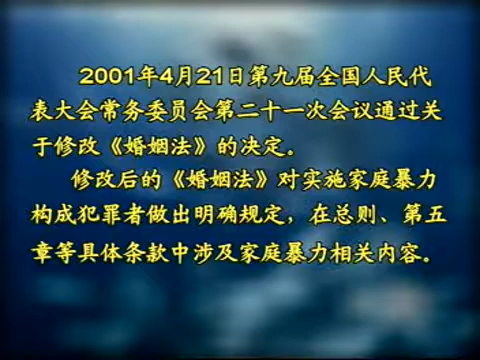 2001年4月21日第九届全国人民代
表大会常务委员会第二十一次会议通过关
于修改《婚姻法》的决定。
修改后的《婚姻法》对实施家庭暴力
构成犯罪者做出明确规定，在总则、第五
章等具体条款中涉及家庭暴力相关内容。